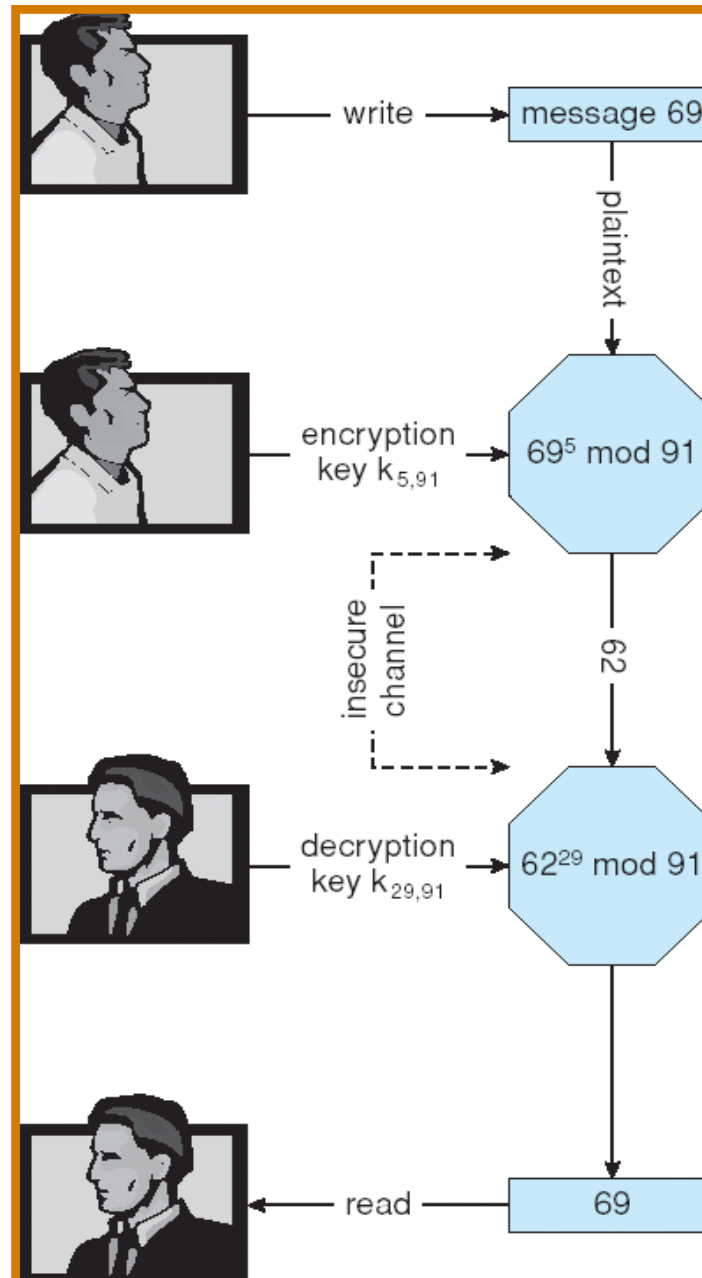 write
message 69
plaintext
encryption
key k5,91
69⁵ mod 91
insecure
channel
62
decryption
key k29,91
62²⁹ mod 91
read
69